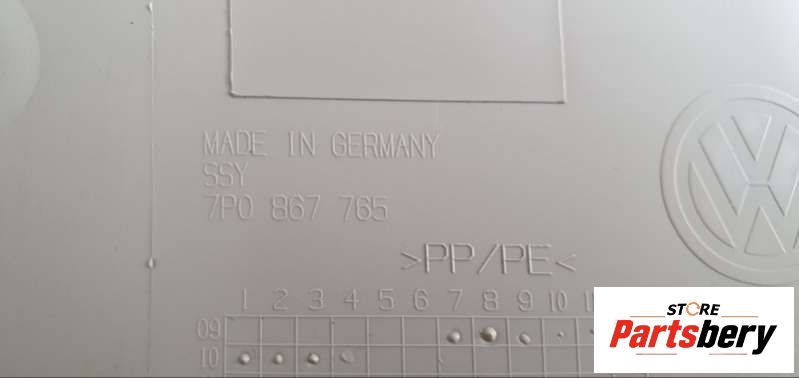 MADE IN GERMANY
SSY
7P0 867 765
>PP/PE<
1 2 3 4 5 6 7 8 9 10
09
10
VW
STORE
Partsbery